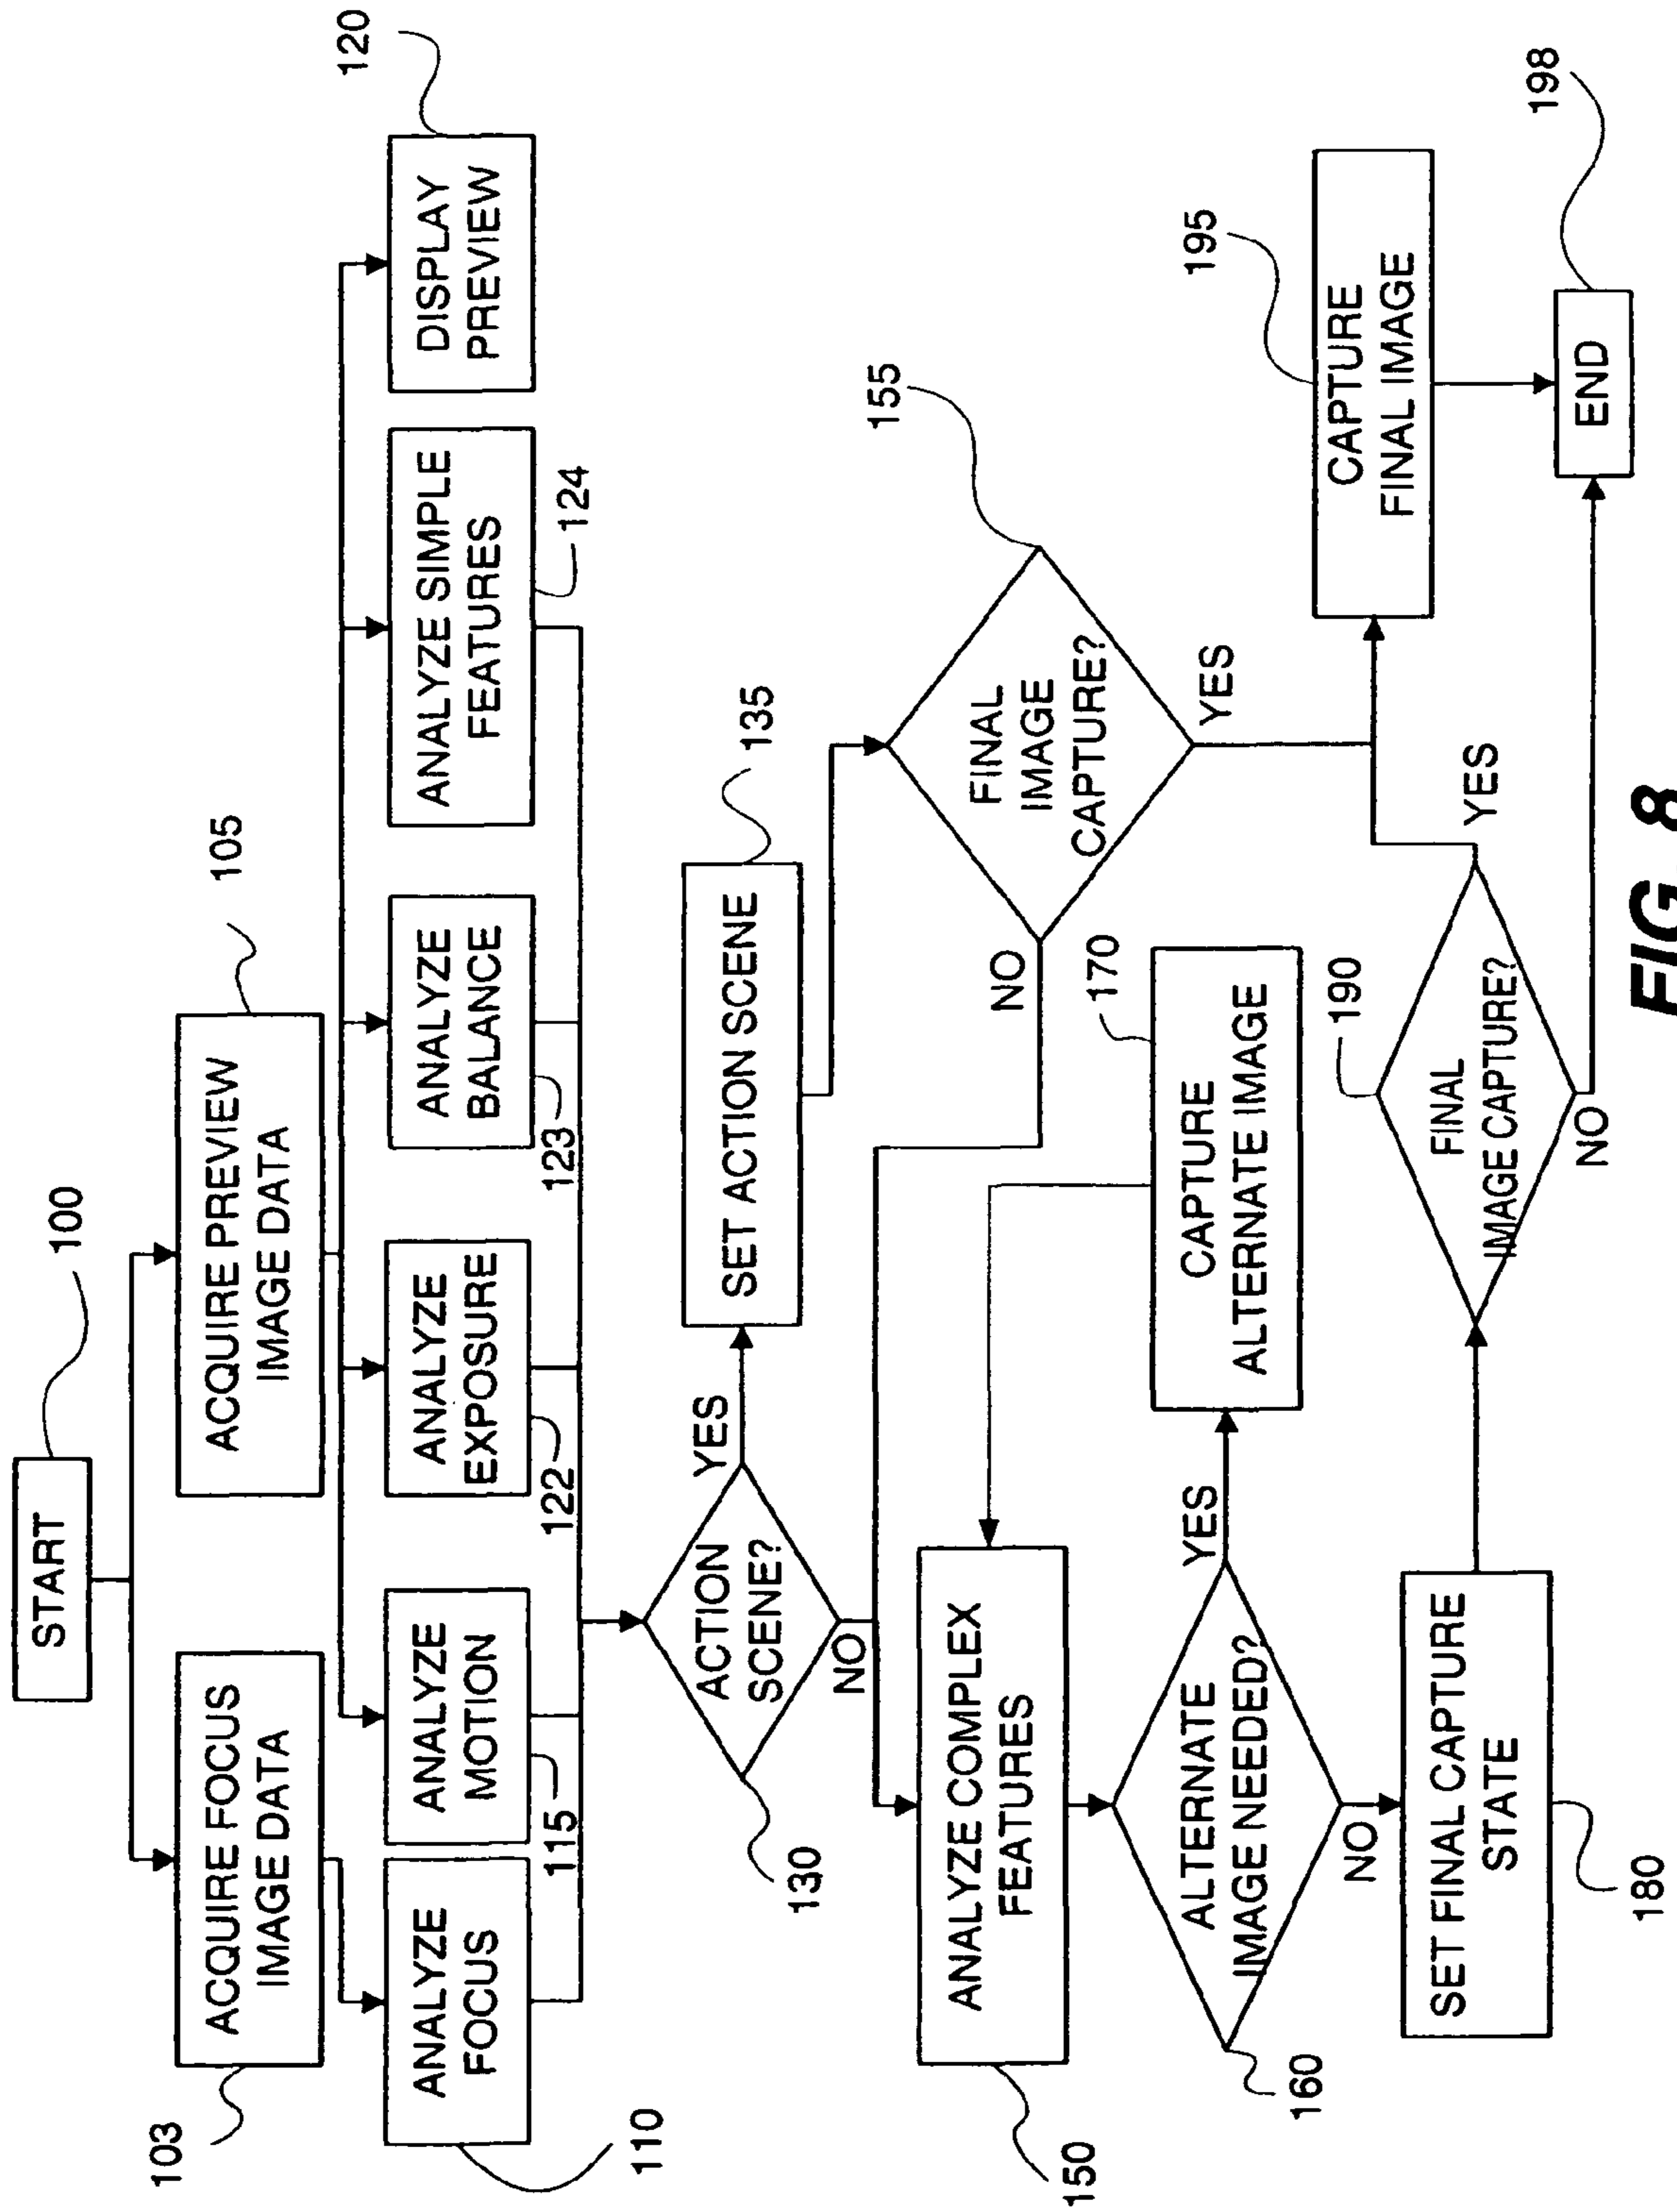 START
100
ACQUIRE FOCUS
IMAGE DATA
103
ACQUIRE PREVIEW
IMAGE DATA
105
ANALYZE
FOCUS
110
ANALYZE
MOTION
115
ANALYZE
EXPOSURE
122
ANALYZE
BALANCE
123
ANALYZE SIMPLE
FEATURES
124
DISPLAY
PREVIEW
120
ACTION
SCENE?
130
YES
NO
SET ACTION SCENE
135
FINAL
IMAGE
CAPTURE?
155
NO
YES
ANALYZE COMPLEX
FEATURES
150
ALTERNATE
IMAGE NEEDED?
160
YES
NO
CAPTURE
ALTERNATE IMAGE
170
SET FINAL CAPTURE
STATE
180
FINAL
IMAGE CAPTURE?
190
YES
NO
CAPTURE
FINAL IMAGE
195
END
198
FIG. 8